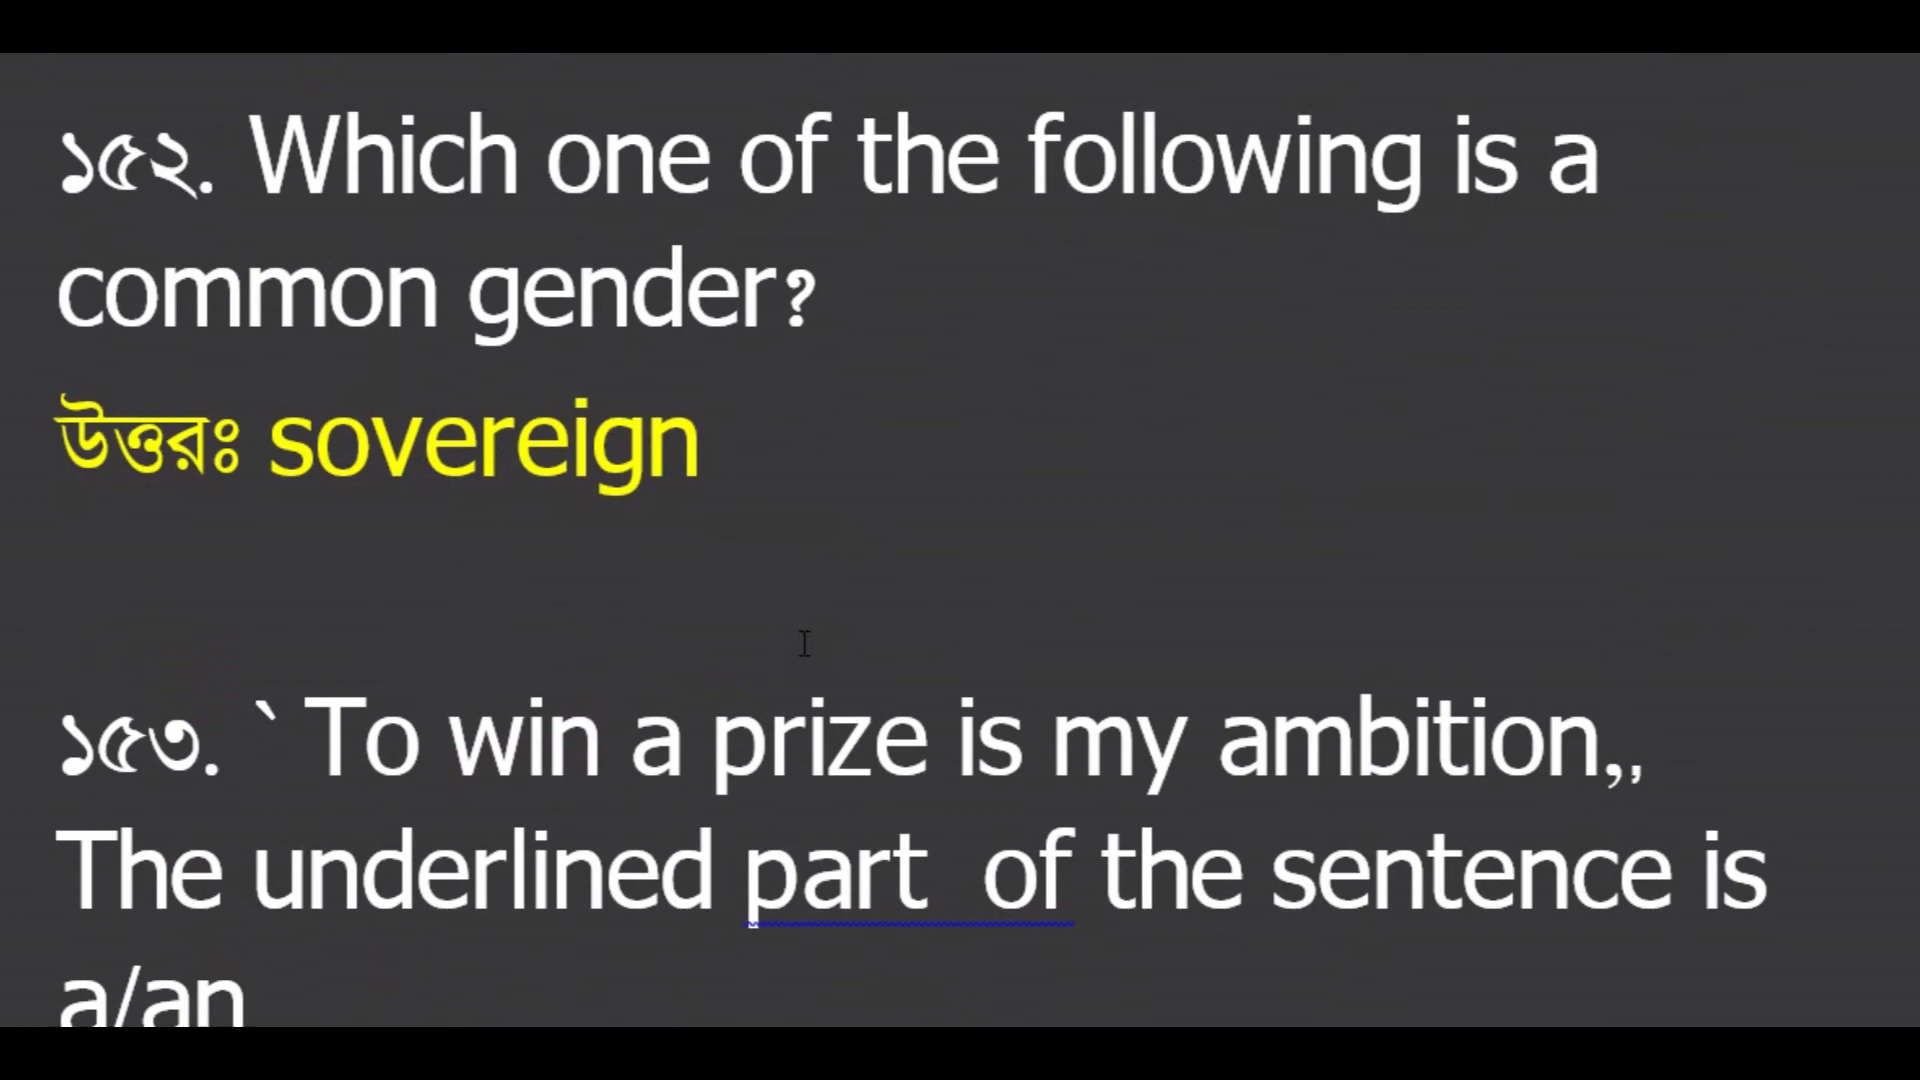 ১৫২. Which one of the following is a
common gender?
উত্তরঃ sovereign
১৫৩. ` To win a prize is my ambition,,
The underlined part  of the sentence is
a/an